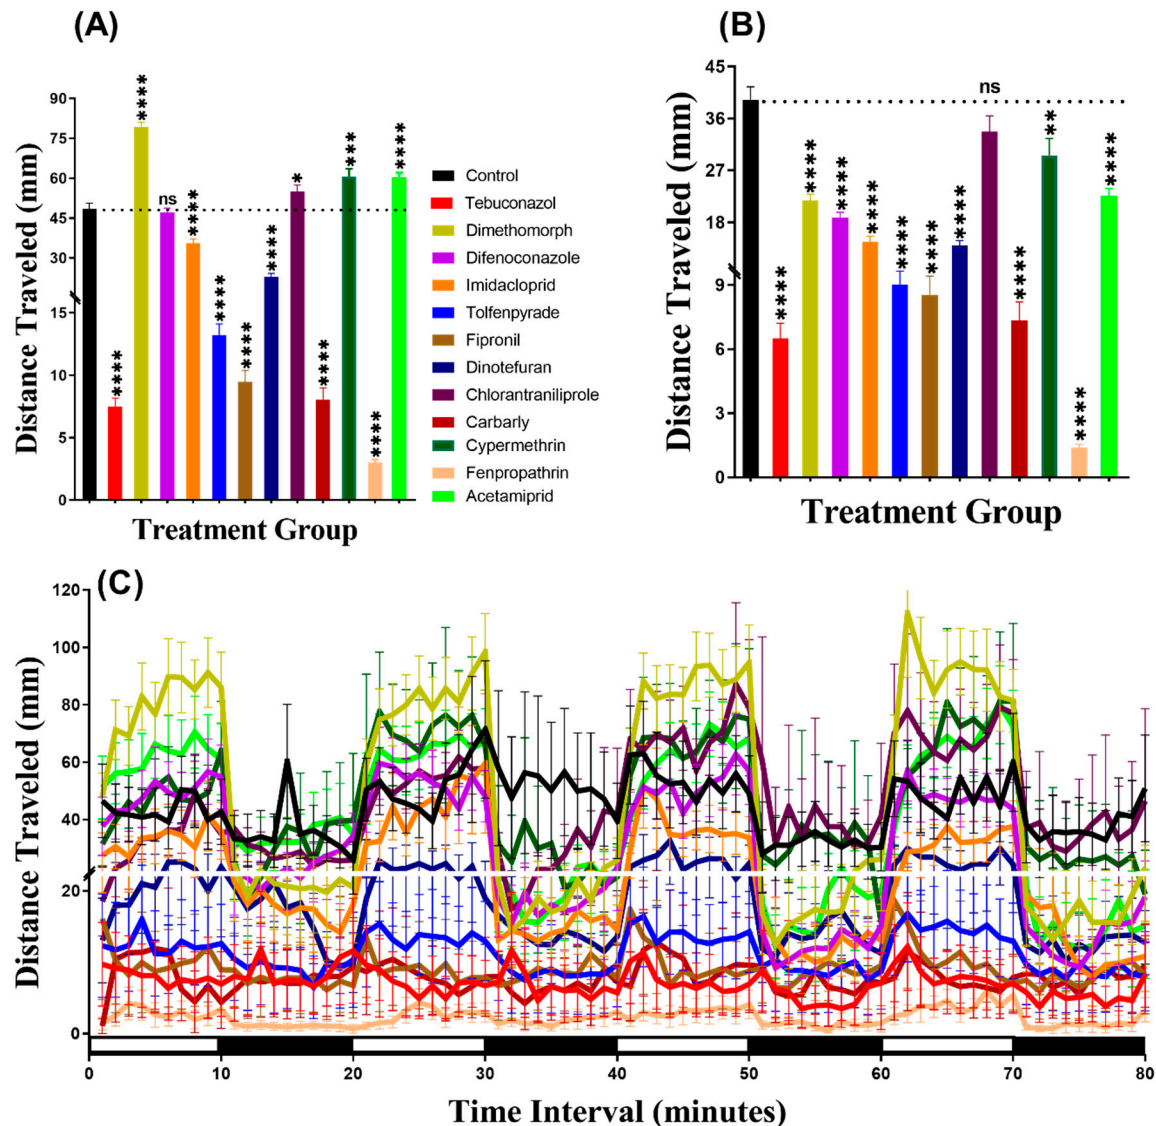 (A)
Distance Traveled (mm)
90
75
60
45
30
15
10
5
0
****
****
ns
****
****
****
****
*
****
***
****
****
Treatment Group
Control
Tebuconazol
Dimethomorph
Difenoconazole
Imidacloprid
Tolfenpyrade
Fipronil
Dinotefuran
Chlorantraniliprole
Carbarly
Cypermethrin
Fenpropathrin
Acetamiprid
(B)
Distance Traveled (mm)
45
36
27
18
9
6
3
0
****
****
****
****
****
****
****
ns
****
**
****
****
Treatment Group
(C)
Distance Traveled (mm)
120
100
80
60
40
20
0
0 10 20 30 40 50 60 70 80
Time Interval (minutes)